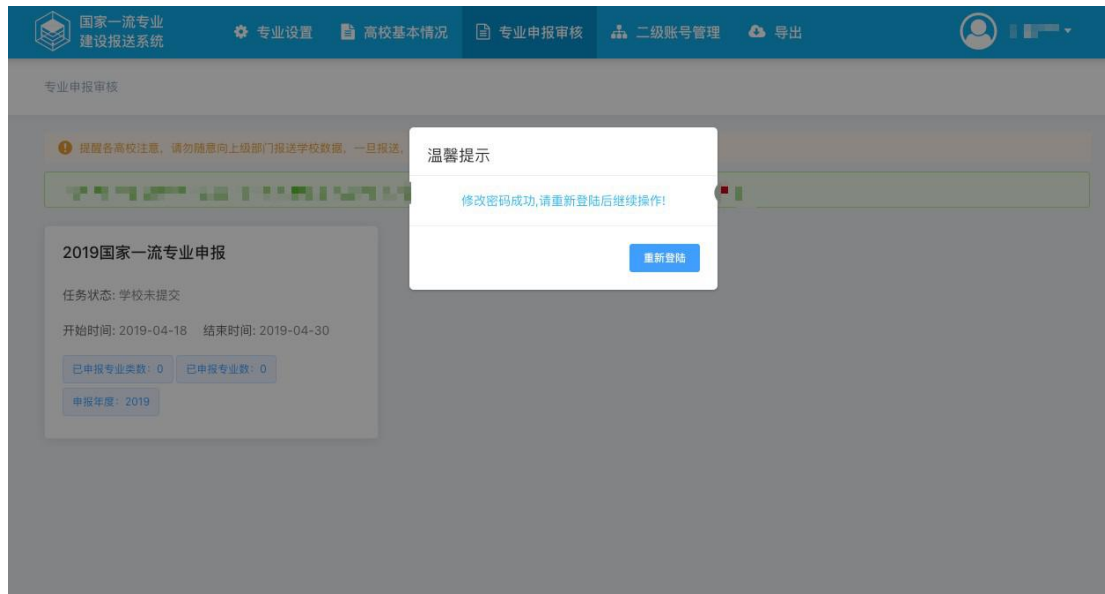 国家一流专业
建设报送系统
专业设置
高校基本情况
专业申报审核
二级账号管理
导出
专业申报审核
提醒各高校注意，请勿随意向上级部门报送学校数据，一旦报送，
温馨提示
修改密码成功,请重新登陆后继续操作!
重新登陆
2019国家一流专业申报
任务状态: 学校未提交
开始时间: 2019-04-18 结束时间: 2019-04-30
已申报专业类数：0 已申报专业数：0
申报年度：2019